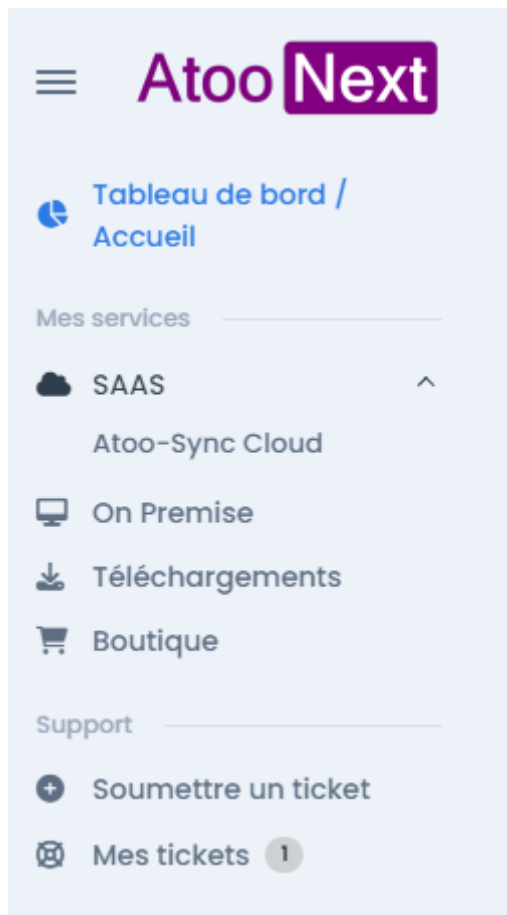 Atoo Next
Tableau de bord /
Accueil
Mes services
SAAS
Atoo-Sync Cloud
On Premise
Téléchargements
Boutique
Support
Soumettre un ticket
Mes tickets 1